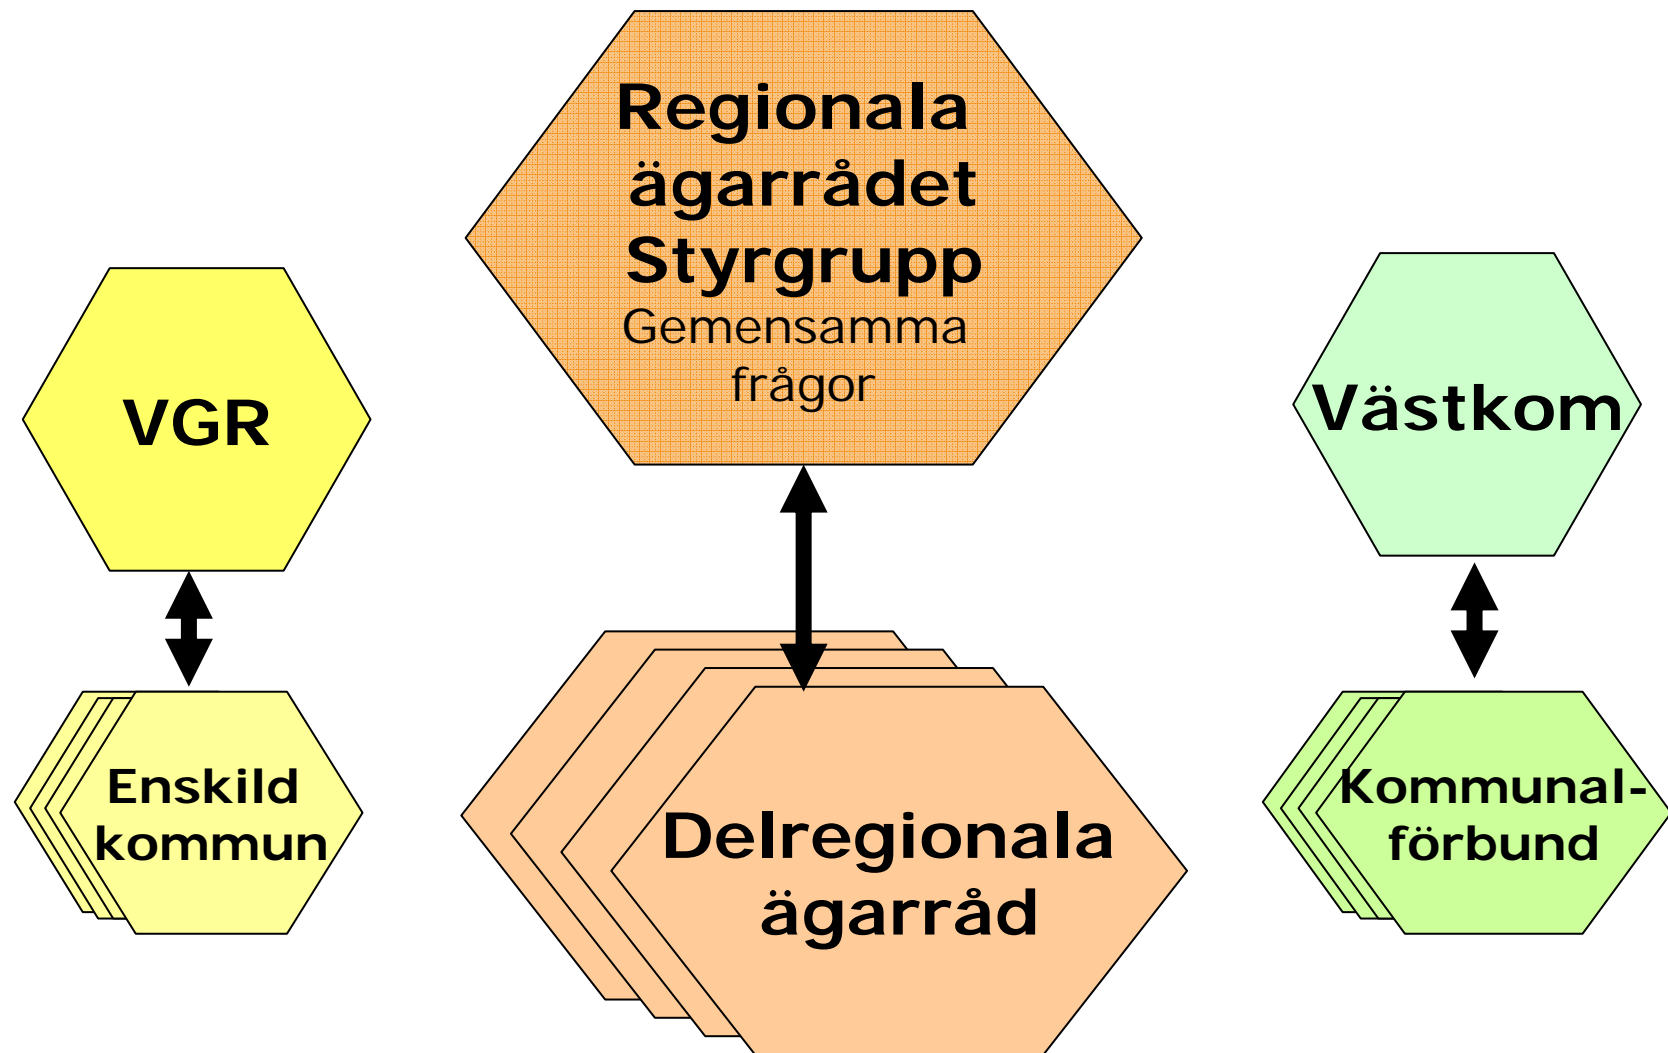 Regionala
ägarrådet
Styrgrupp
Gemensamma
frågor
VGR
Västkom
Enskild
kommun
Delregionala
ägarråd
Kommunal-
förbund